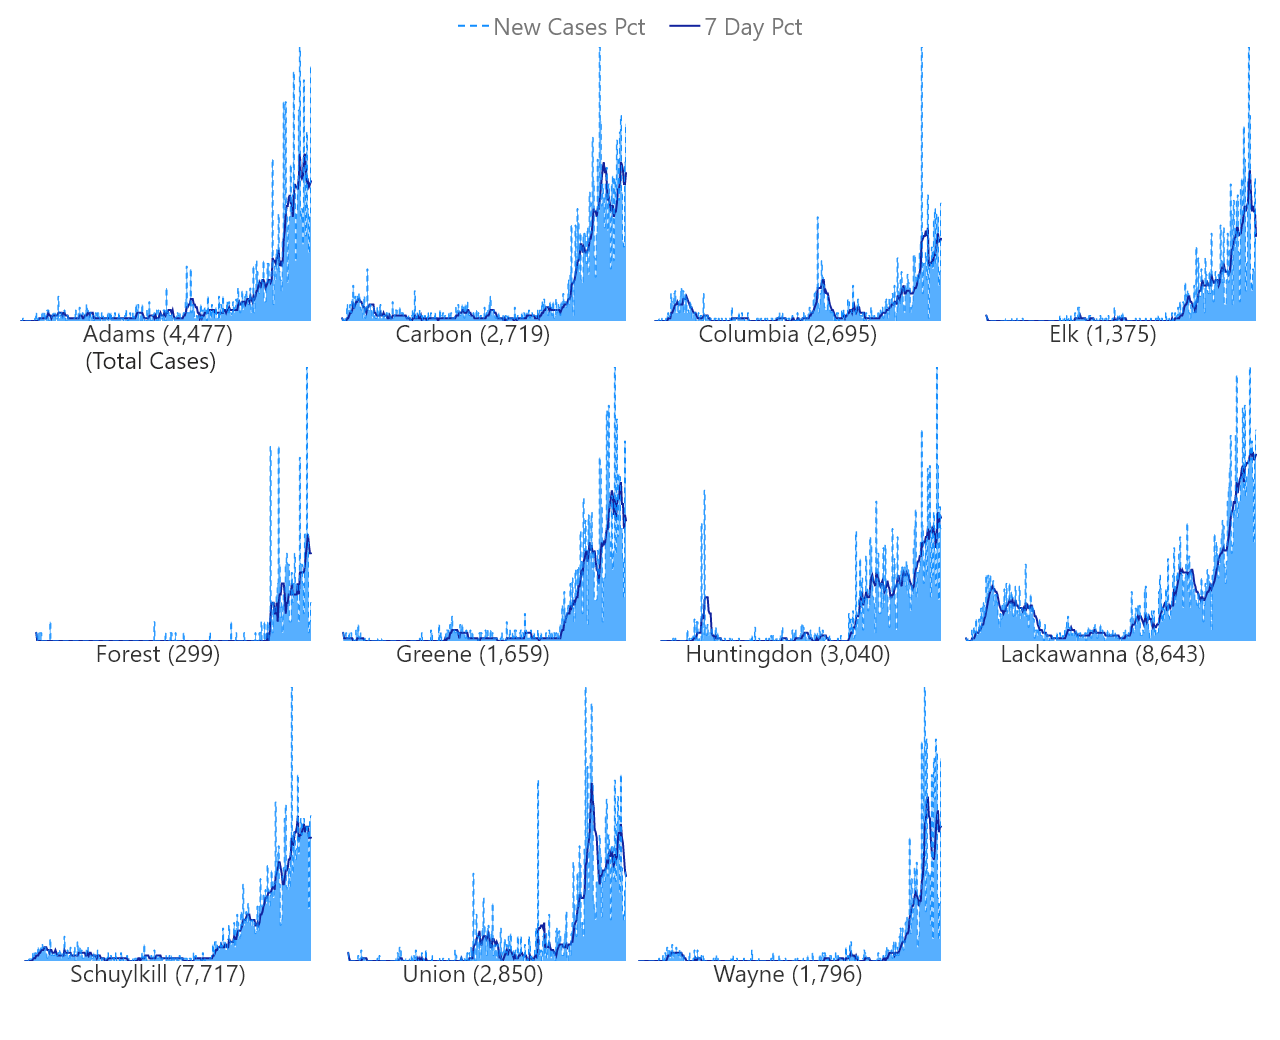 New Cases Pct 7 Day Pct
Adams (4,477) Carbon (2,719) Columbia (2,695) Elk (1,375)
(Total Cases)
Forest (299) Greene (1,659) Huntingdon (3,040) Lackawanna (8,643)
Schuylkill (7,717) Union (2,850) Wayne (1,796)